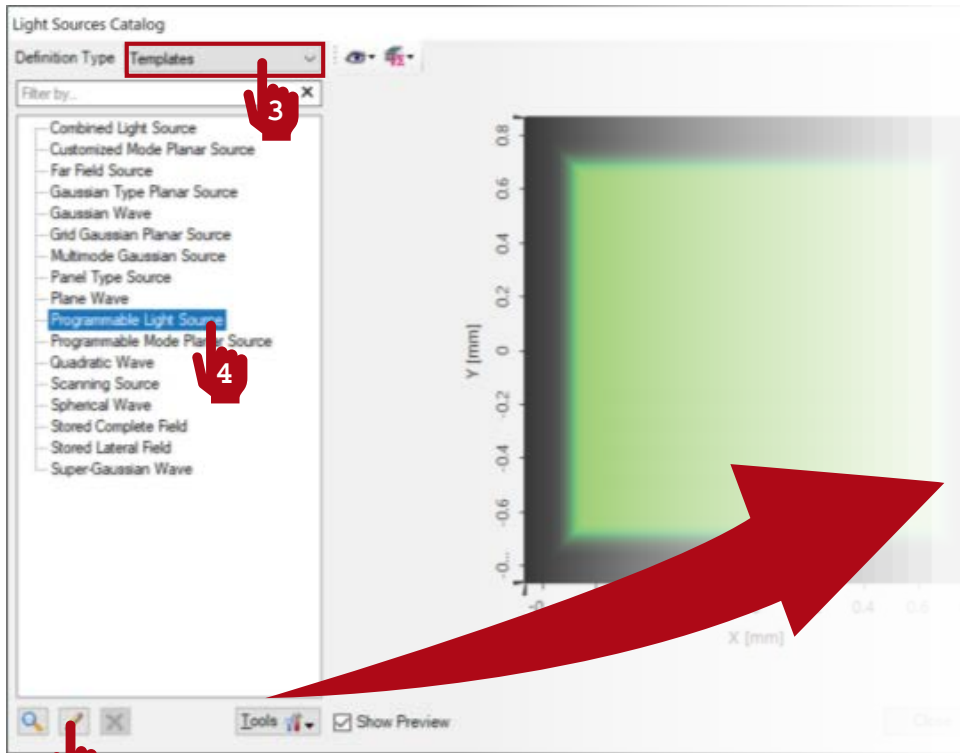 Light Sources Catalog
Definition Type Templates
Filter by... X
3
Combined Light Source
Customized Mode Planar Source
Far Field Source
Gaussian Type Planar Source
Gaussian Wave
Grid Gaussian Planar Source
Multimode Gaussian Source
Panel Type Source
Plane Wave
Programmable Light Source
Programmable Mode Planar Source
Quadratic Wave
4
Scanning Source
Spherical Wave
Stored Complete Field
Stored Lateral Field
Super-Gaussian Wave
0.8
0.6
0.4
0.2
0
-0.2
-0.4
-0.6
-0...
Y [mm]
0.4 0.6
X [mm]
Tools Show Preview
Close